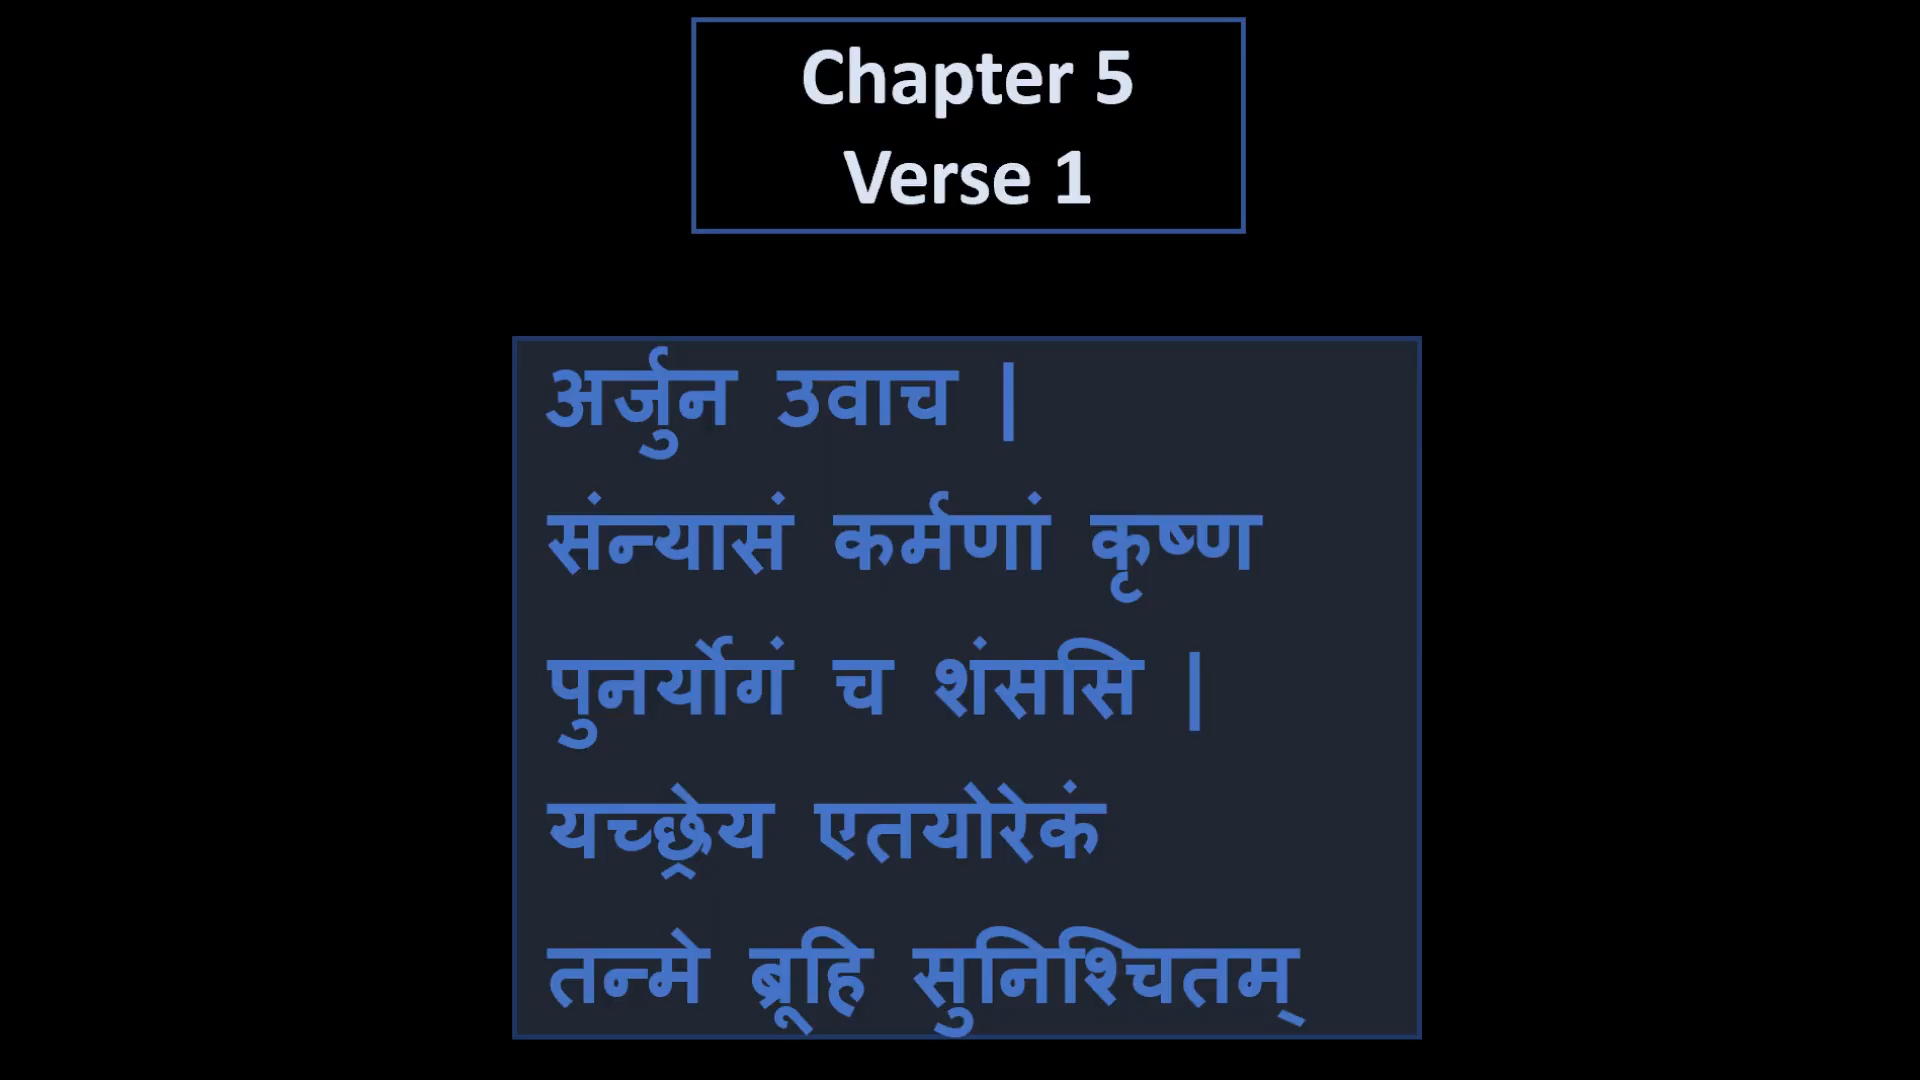 Chapter 5
Verse 1
अर्जुन उवाच |
संन्यासं कर्मणां कृष्ण
पुनर्योगं च शंससि |
यच्छ्रेय एतयोरेकं
तन्मे ब्रूहि सुनिश्चितम्